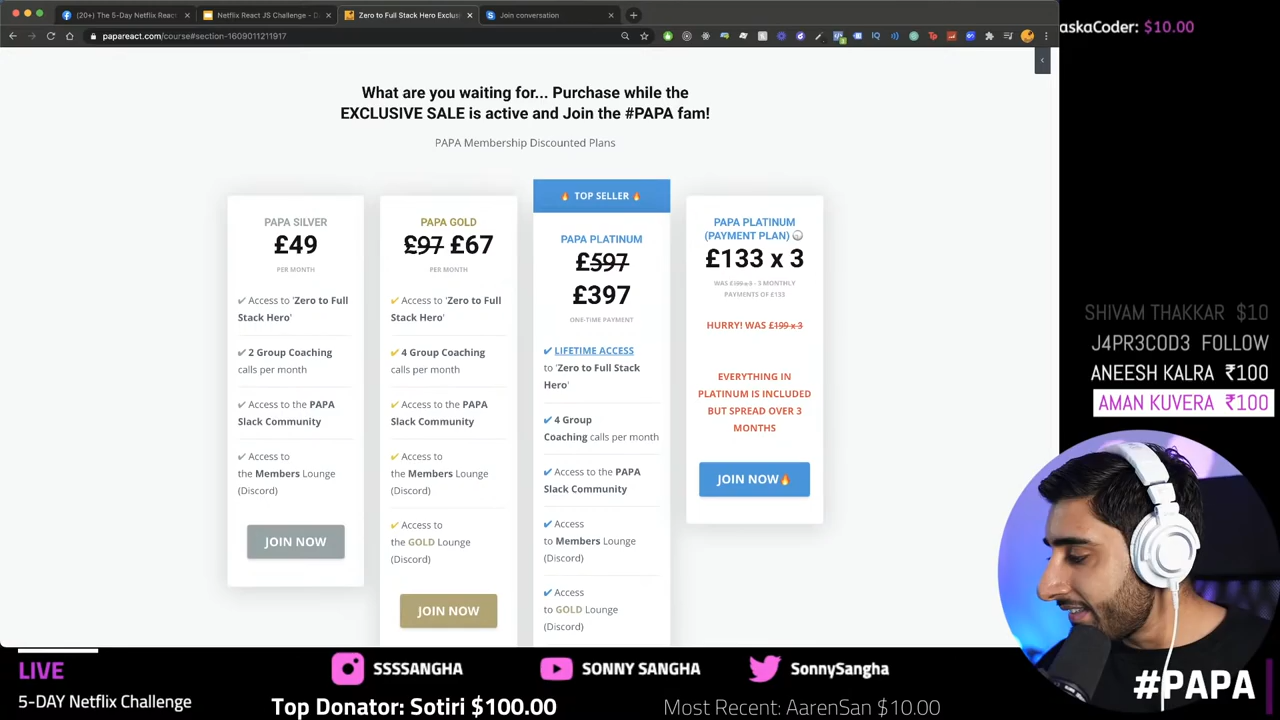 (20+) The 5-Day Netflix React
Netflix React JS Challenge - D
Zero to Full Stack Hero Exclus
Join conversation
askaCoder: $10.00
papareact.com/course#section-1609011211917
What are you waiting for... Purchase while the
EXCLUSIVE SALE is active and Join the #PAPA fam!
PAPA Membership Discounted Plans
PAPA SILVER
£49
PER MONTH
✔ Access to 'Zero to Full
Stack Hero'
✔ 2 Group Coaching
calls per month
✔ Access to the PAPA
Slack Community
✔ Access to
the Members Lounge
(Discord)
JOIN NOW
PAPA GOLD
£97 £67
PER MONTH
✔ Access to 'Zero to Full
Stack Hero'
✔ 4 Group Coaching
calls per month
✔ Access to the PAPA
Slack Community
✔ Access to
the Members Lounge
(Discord)
✔ Access to
the GOLD Lounge
(Discord)
JOIN NOW
🔥 TOP SELLER 🔥
PAPA PLATINUM
£597
£397
ONE-TIME PAYMENT
✔ LIFETIME ACCESS
to 'Zero to Full Stack
Hero'
✔ 4 Group
Coaching calls per month
✔ Access to the PAPA
Slack Community
✔ Access
to Members Lounge
(Discord)
✔ Access
to GOLD Lounge
(Discord)
PAPA PLATINUM
(PAYMENT PLAN)
£133 x 3
WAS £199 x 3 - 3 MONTHLY
PAYMENTS OF £133
HURRY! WAS £199 x 3
EVERYTHING IN
PLATINUM IS INCLUDED
BUT SPREAD OVER 3
MONTHS
JOIN NOW🔥
SHIVAM THAKKAR $10
J4PR3COD3 FOLLOW
ANEESH KALRA ₹100
AMAN KUVERA ₹100
LIVE
5-DAY Netflix Challenge
SSSSANGHA
SONNY SANGHA
SonnySangha
Top Donator: Sotiri $100.00
Most Recent: AarenSan $10.00
#PAPA